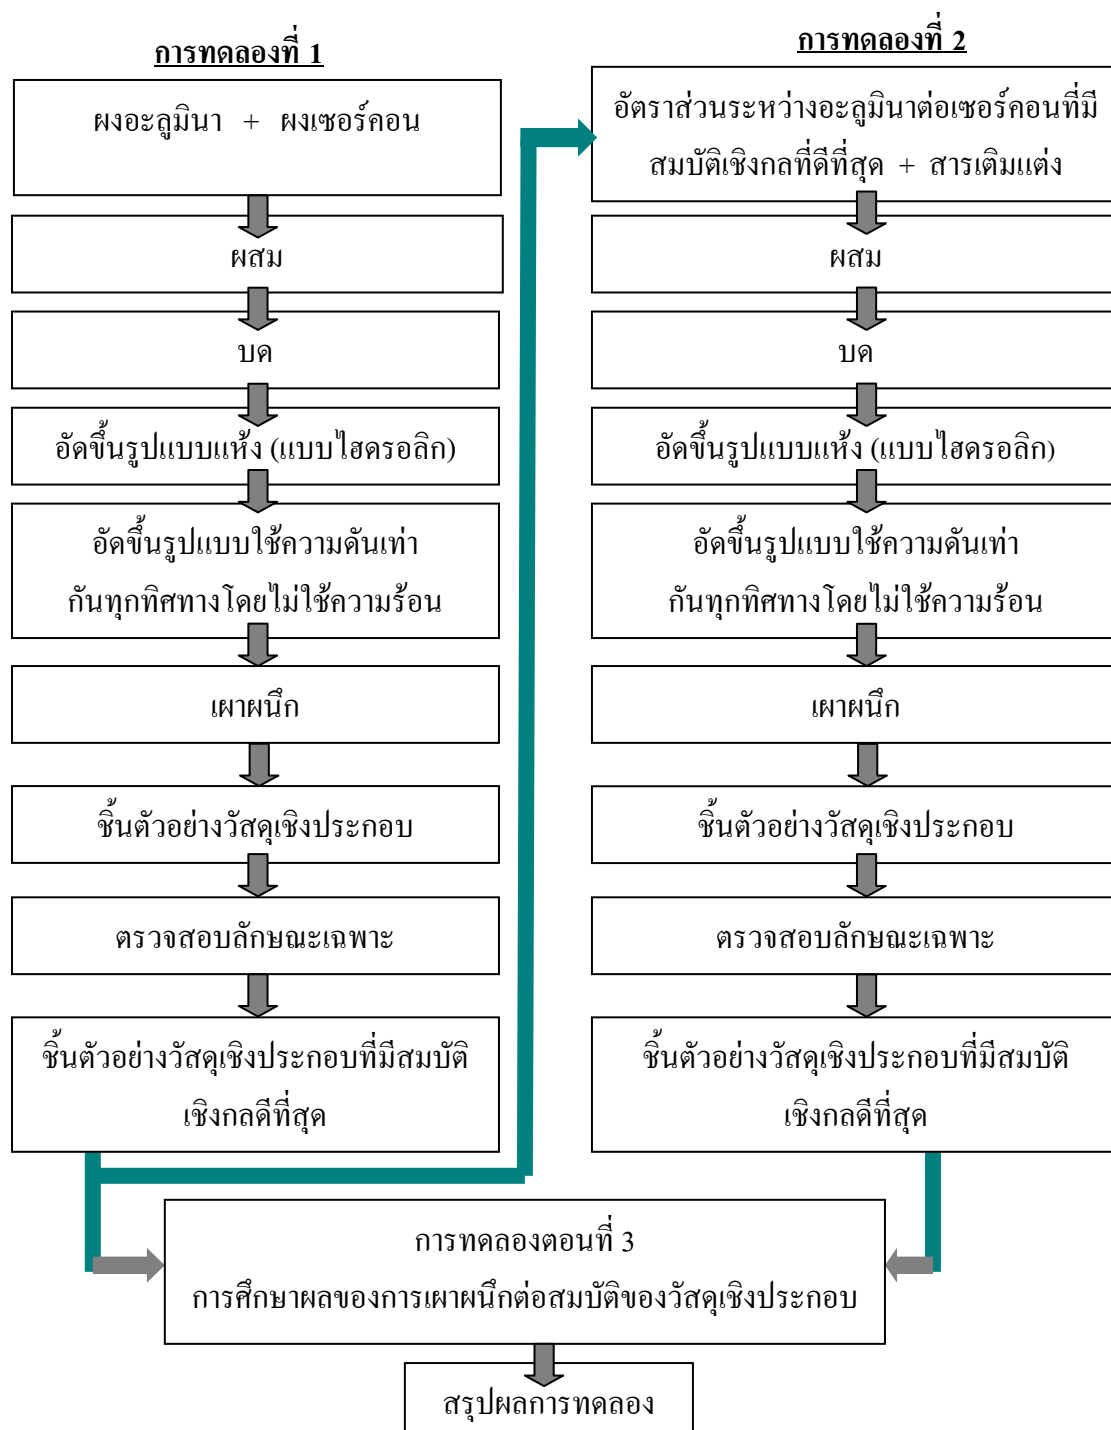 การทดลองที่ 1
ผงอะลูมินา + ผงเซอร์คอน
ผสม
บด
อัดขึ้นรูปแบบแห้ง (แบบไฮดรอลิก)
อัดขึ้นรูปแบบใช้ความดันเท่า
กันทุกทิศทางโดยไม่ใช้ความร้อน
เผาผนึก
ชิ้นตัวอย่างวัสดุเชิงประกอบ
ตรวจสอบลักษณะเฉพาะ
ชิ้นตัวอย่างวัสดุเชิงประกอบที่มีสมบัติ
เชิงกลดีที่สุด
การทดลองที่ 2
อัตราส่วนระหว่างอะลูมินาต่อเซอร์คอนที่มี
สมบัติเชิงกลที่ดีที่สุด + สารเติมแต่ง
ผสม
บด
อัดขึ้นรูปแบบแห้ง (แบบไฮดรอลิก)
อัดขึ้นรูปแบบใช้ความดันเท่า
กันทุกทิศทางโดยไม่ใช้ความร้อน
เผาผนึก
ชิ้นตัวอย่างวัสดุเชิงประกอบ
ตรวจสอบลักษณะเฉพาะ
ชิ้นตัวอย่างวัสดุเชิงประกอบที่มีสมบัติ
เชิงกลดีที่สุด
การทดลองตอนที่ 3
การศึกษาผลของการเผาผนึกต่อสมบัติของวัสดุเชิงประกอบ
สรุปผลการทดลอง